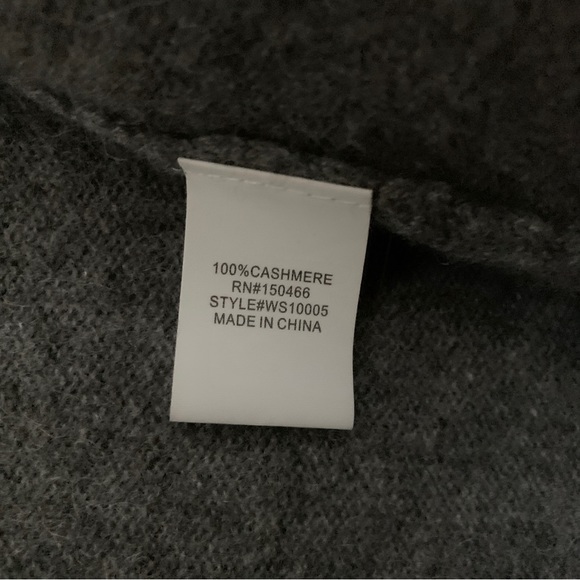 100%CASHMERE
RN#150466
STYLE#WS10005
MADE IN CHINA